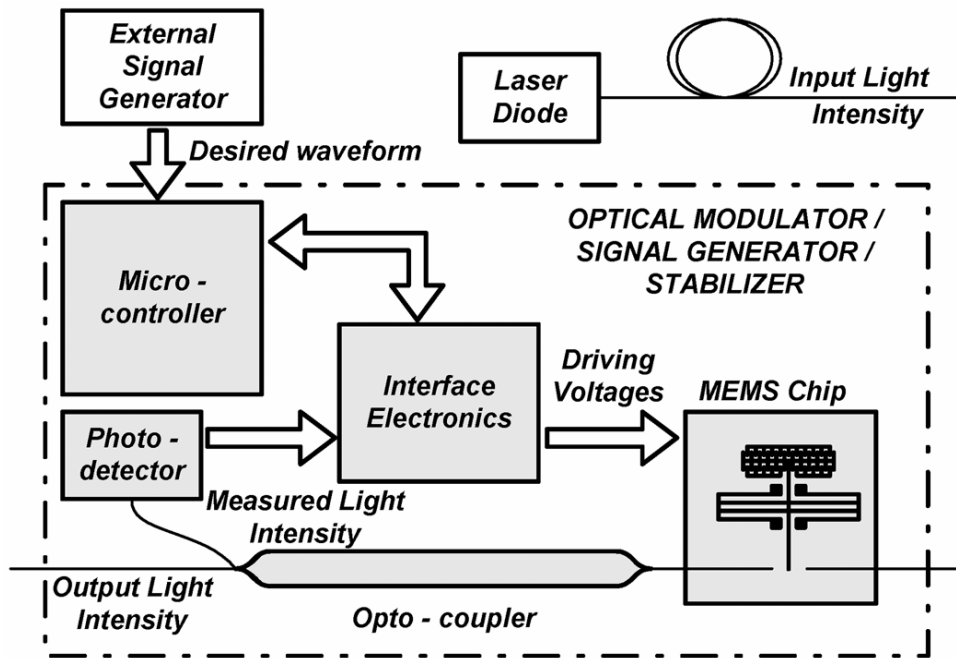 External
Signal
Generator
Laser
Diode
Input Light
Intensity
Desired waveform
OPTICAL MODULATOR /
SIGNAL GENERATOR /
STABILIZER
Micro -
controller
Interface
Electronics
Driving
Voltages
MEMS Chip
Photo -
detector
Measured Light
Intensity
Output Light
Intensity
Opto - coupler